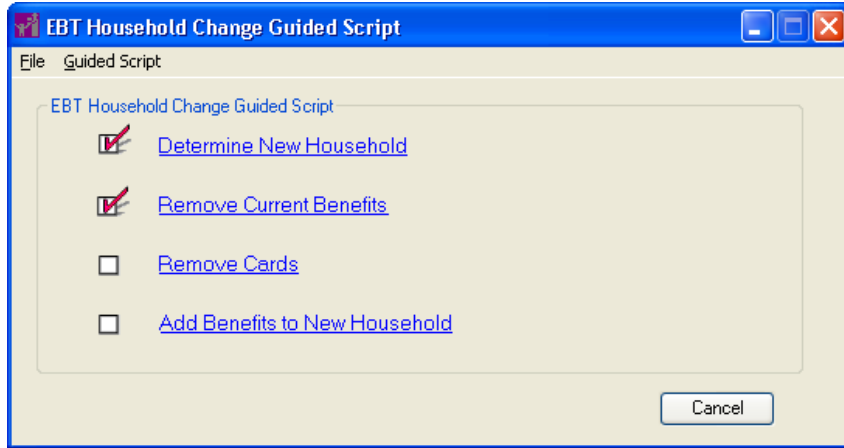 EBT Household Change Guided Script
File Guided Script
EBT Household Change Guided Script
Determine New Household
Remove Current Benefits
Remove Cards
Add Benefits to New Household
Cancel